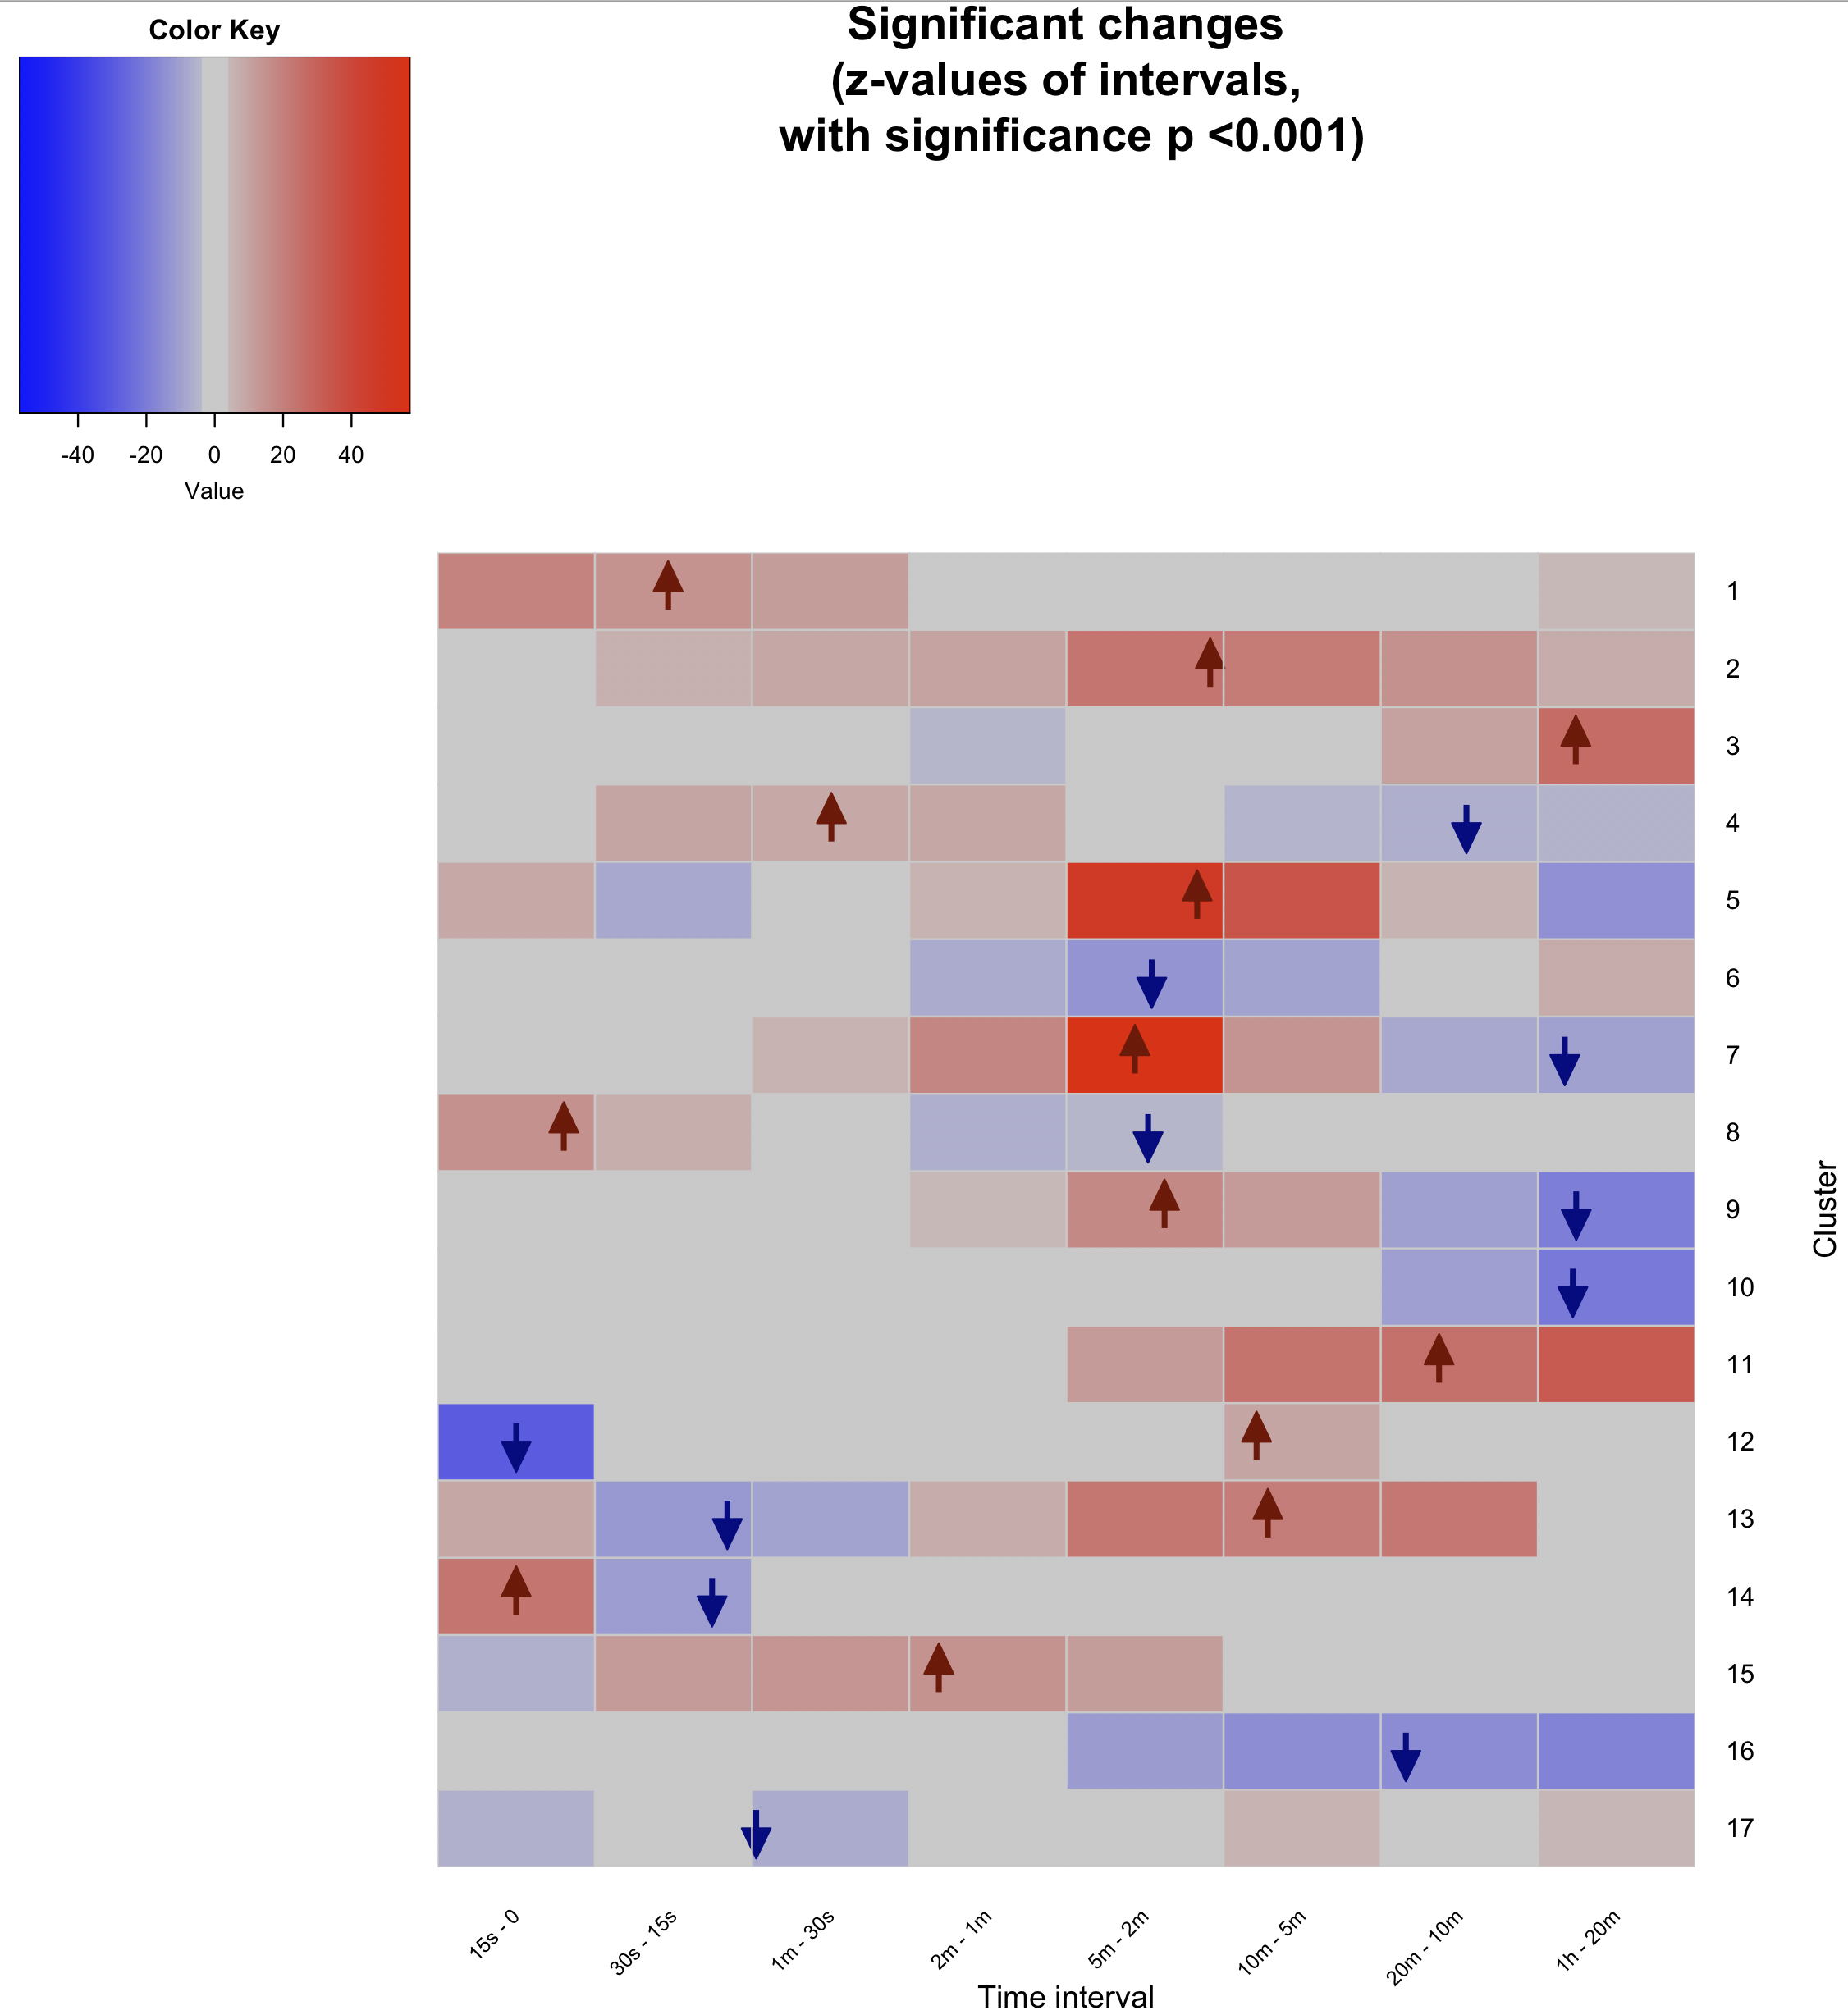 Color Key
-40 -20 0 20 40
Value
Significant changes
(z-values of intervals,
with significance p <0.001)
1
2
3
4
5
6
7
8
9
10
11
12
13
14
15
16
17
Cluster
15s - 0
30s - 15s
1m - 30s
2m - 1m
5m - 2m
10m - 5m
20m - 10m
1h - 20m
Time interval